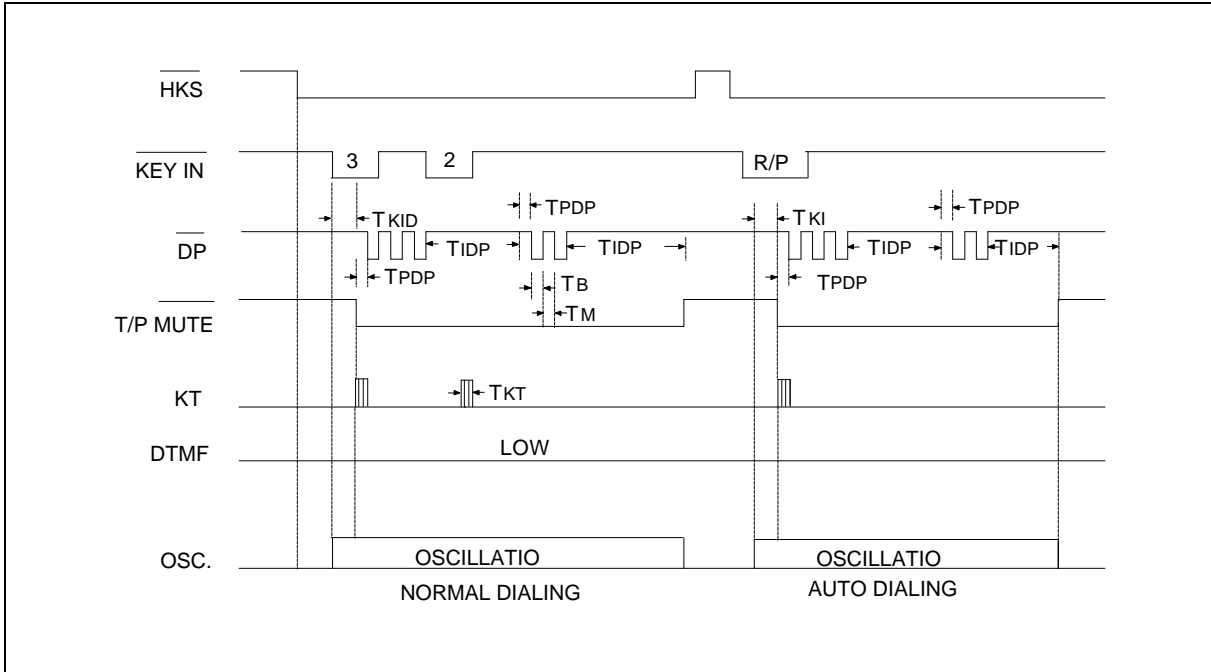 HKS
KEY IN
3
2
R/P
TKID
TPDP
TKI
TPDP
DP
TIDP
TIDP
TIDP
TIDP
TPDP
TB
TPDP
TM
T/P MUTE
KT
TKT
DTMF
LOW
OSC.
OSCILLATIO
OSCILLATIO
NORMAL DIALING
AUTO DIALING